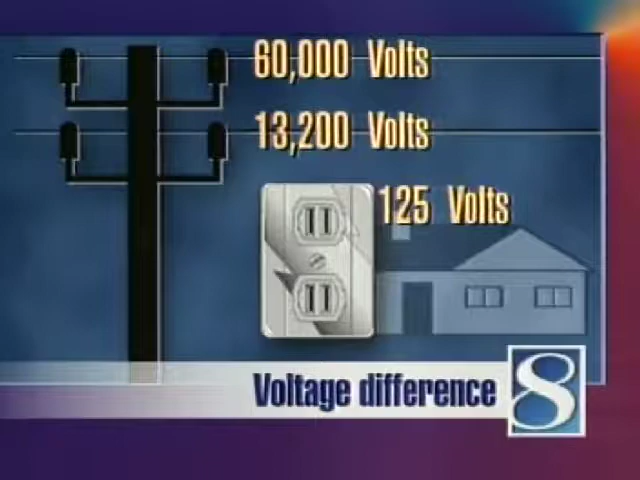 60,000 Volts
13,200 Volts
125 Volts
Voltage difference
8